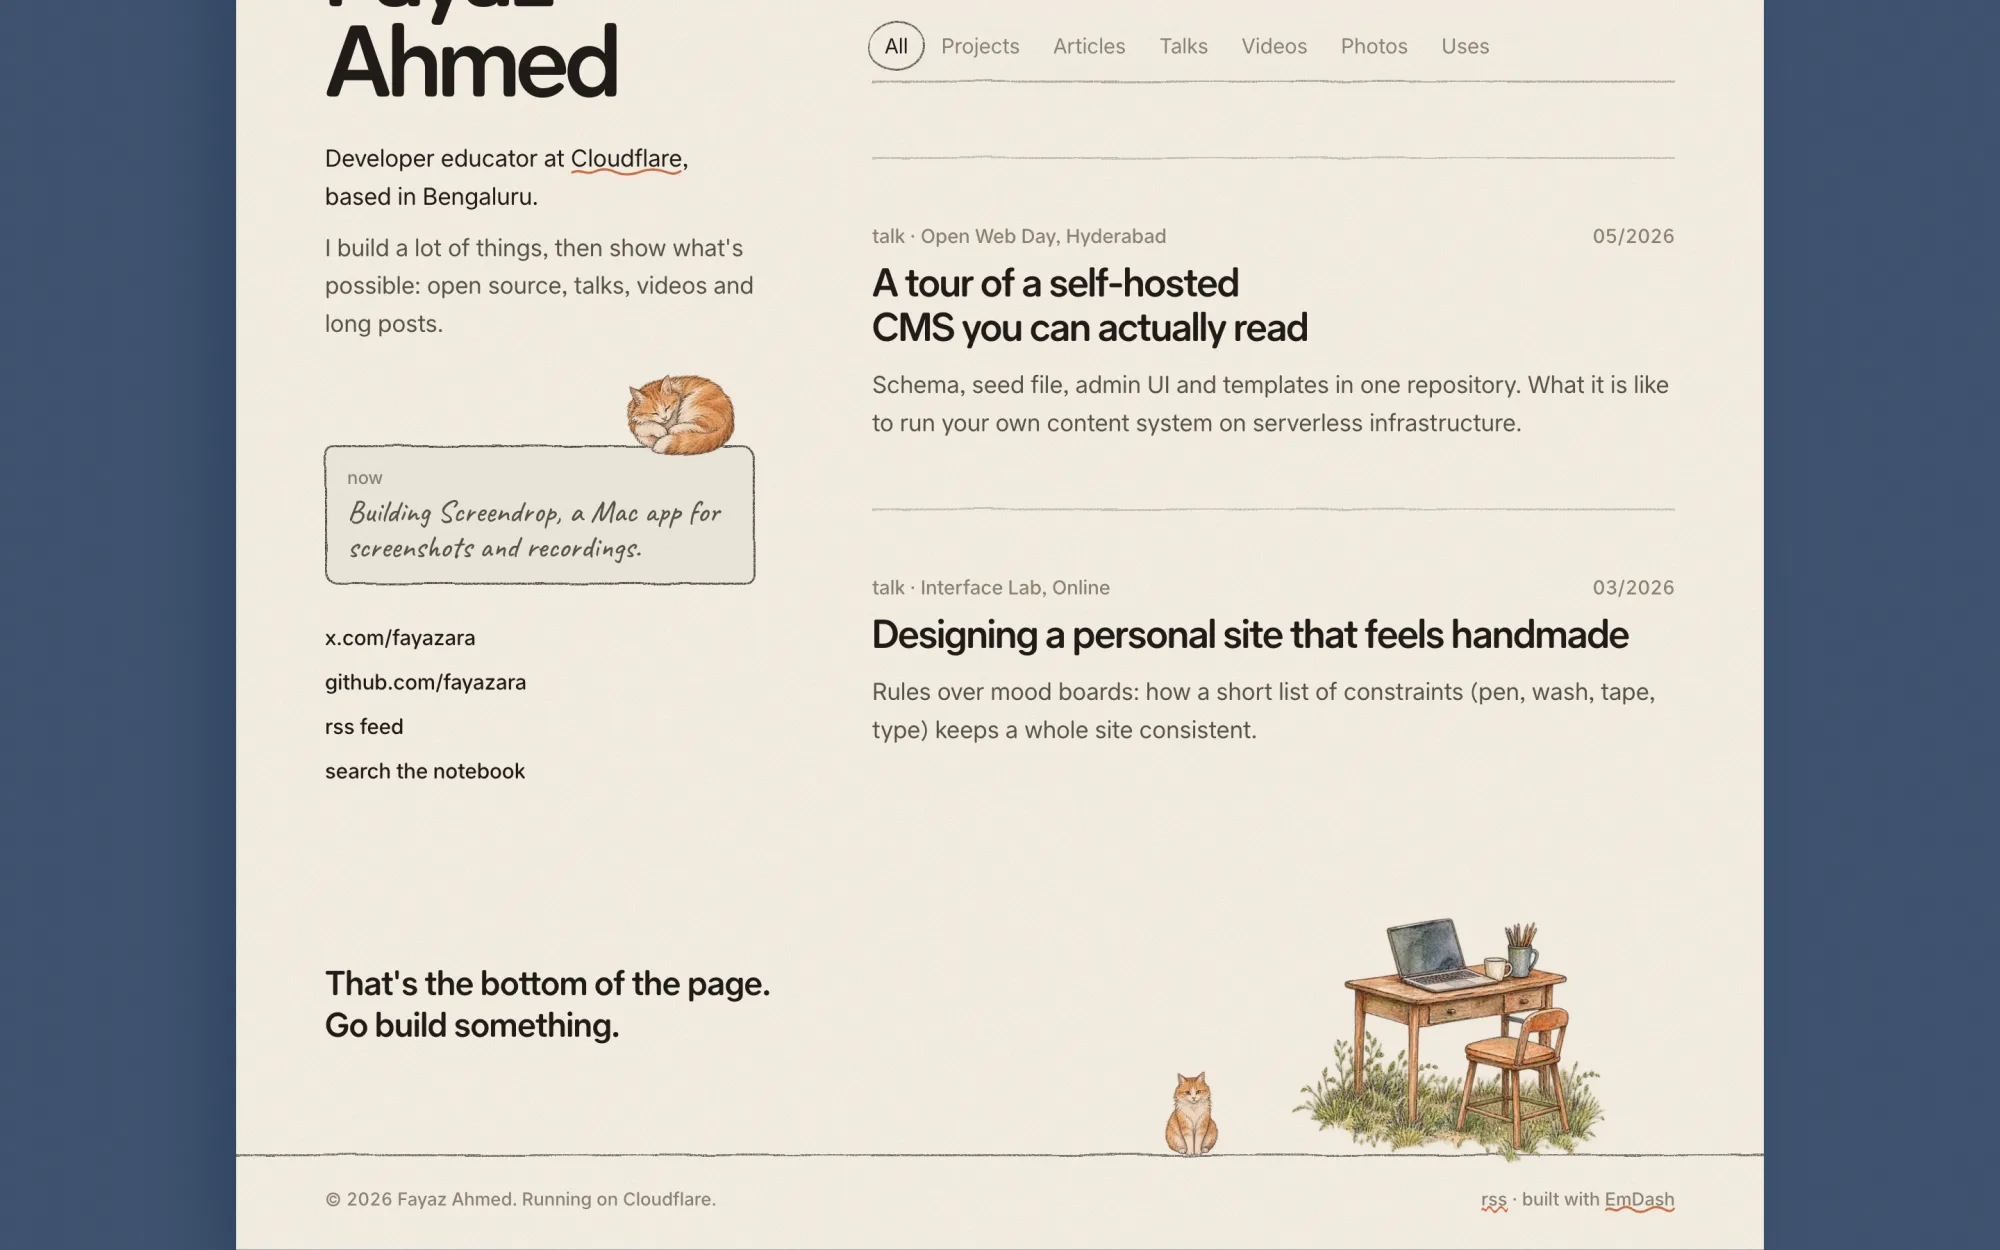 Fayaz
Ahmed
Developer educator at Cloudflare,
based in Bengaluru.
I build a lot of things, then show what's
possible: open source, talks, videos and
long posts.
now
Building Screendrop, a Mac app for
screenshots and recordings.
x.com/fayazara
github.com/fayazara
rss feed
search the notebook
All Projects Articles Talks Videos Photos Uses
talk · Open Web Day, Hyderabad 05/2026
A tour of a self-hosted
CMS you can actually read
Schema, seed file, admin UI and templates in one repository. What it is like
to run your own content system on serverless infrastructure.
talk · Interface Lab, Online 03/2026
Designing a personal site that feels handmade
Rules over mood boards: how a short list of constraints (pen, wash, tape,
type) keeps a whole site consistent.
That's the bottom of the page.
Go build something.
© 2026 Fayaz Ahmed. Running on Cloudflare.
rss · built with EmDash